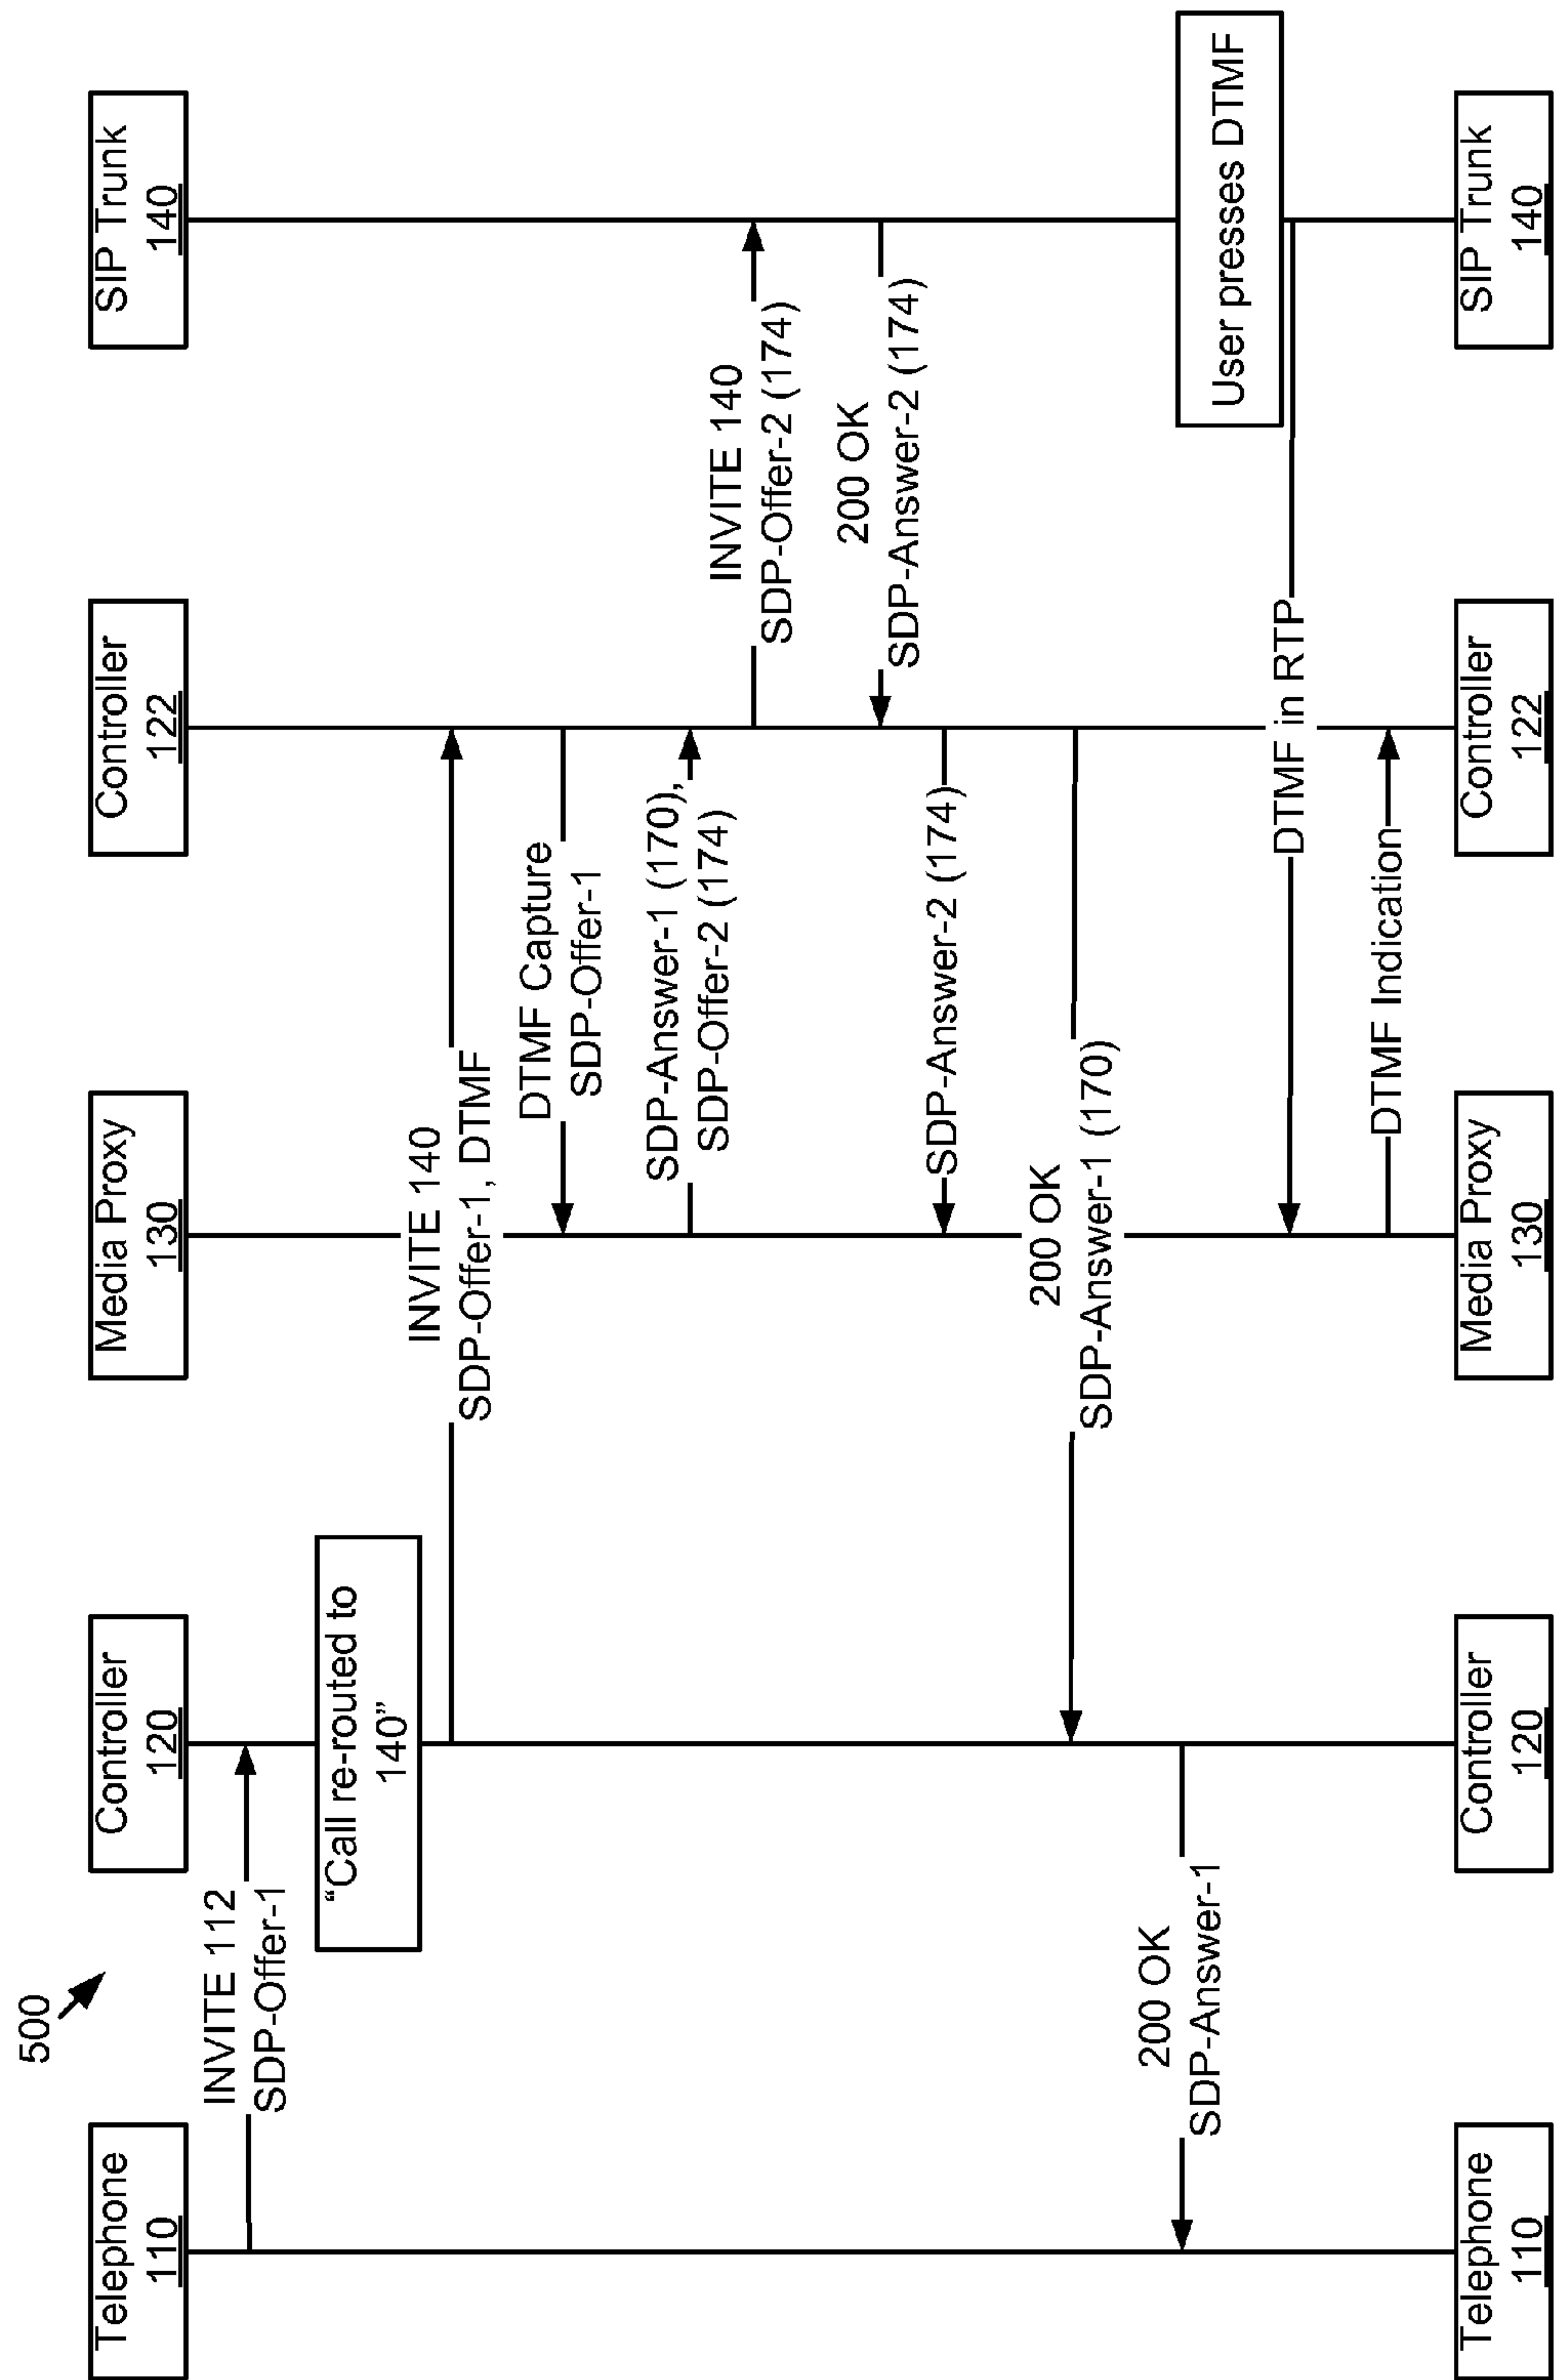 500
Telephone
110
Controller
120
Media Proxy
130
Controller
122
SIP Trunk
140
INVITE 112
SDP-Offer-1
“Call re-routed to
140”
INVITE 140
SDP-Offer-1, DTMF
DTMF Capture
SDP-Offer-1
SDP-Answer-1 (170),
SDP-Offer-2 (174)
INVITE 140
SDP-Offer-2 (174)
200 OK
SDP-Answer-2 (174)
SDP-Answer-2 (174)
200 OK
SDP-Answer-1 (170)
200 OK
SDP-Answer-1
User presses DTMF
DTMF in RTP
DTMF Indication
Telephone
110
Controller
120
Media Proxy
130
Controller
122
SIP Trunk
140